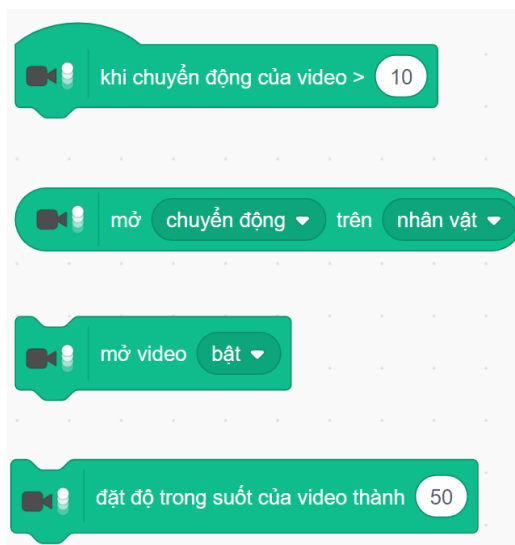 khi chuyển động của video > 10
mở chuyển động trên nhân vật
mở video bật
đặt độ trong suốt của video thành 50